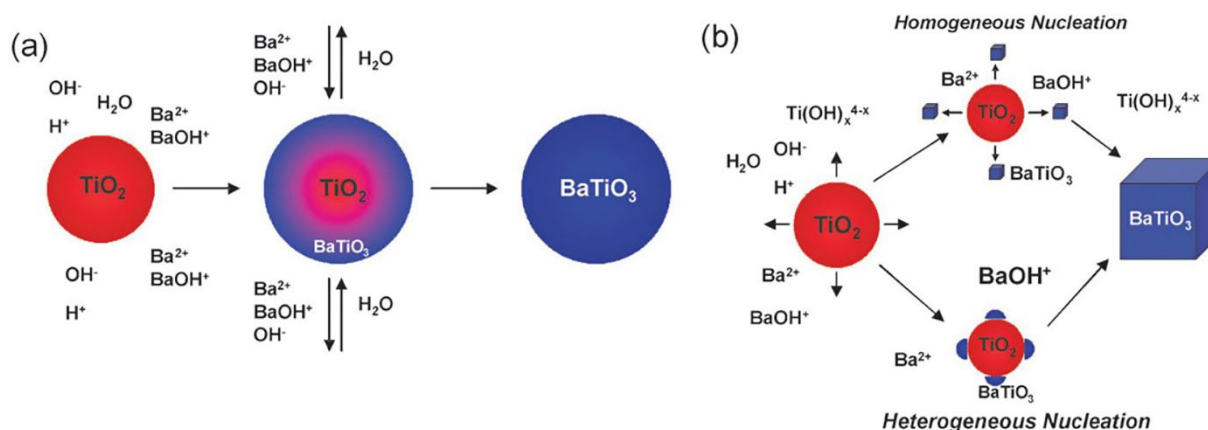 (a)
OH⁻
H₂O
H⁺
Ba²⁺
BaOH⁺
TiO₂
Ba²⁺
BaOH⁺
OH⁻
H⁺
Ba²⁺
BaOH⁺
OH⁻
H₂O
TiO₂
BaTiO₃
Ba²⁺
BaOH⁺
OH⁻
H₂O
BaTiO₃
(b)
Homogeneous Nucleation
Ba²⁺
BaOH⁺
TiO₂
BaTiO₃
Ti(OH)ₓ⁴⁻ˣ
Ti(OH)ₓ⁴⁻ˣ
H₂O
OH⁻
H⁺
TiO₂
Ba²⁺
BaOH⁺
BaTiO₃
BaOH⁺
Ba²⁺
TiO₂
BaTiO₃
Heterogeneous Nucleation